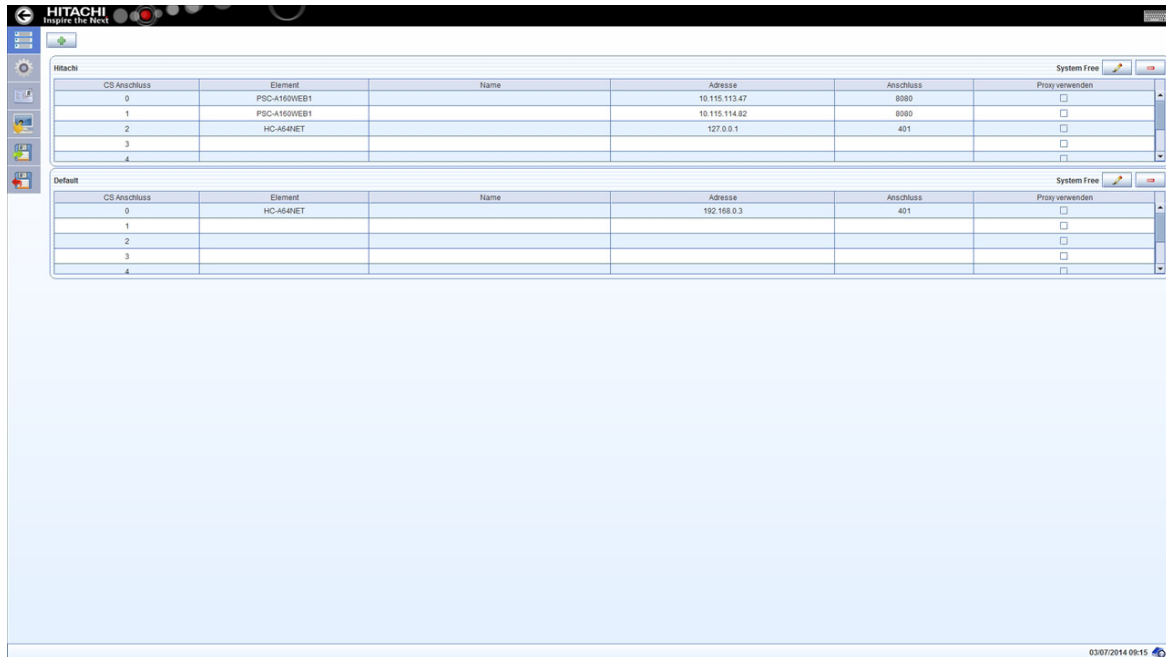 HITACHI
Inspire the Next
Hitachi System Free
CS Anschluss Element Name Adresse Anschluss Proxy verwenden
0 PSC-A160WEB1 10.115.113.47 8080
1 PSC-A160WEB1 10.115.114.82 8080
2 HC-A64NET 127.0.0.1 401
3
4
Default System Free
CS Anschluss Element Name Adresse Anschluss Proxy verwenden
0 HC-A64NET 192.168.0.3 401
1
2
3
4
03/07/2014 09:15